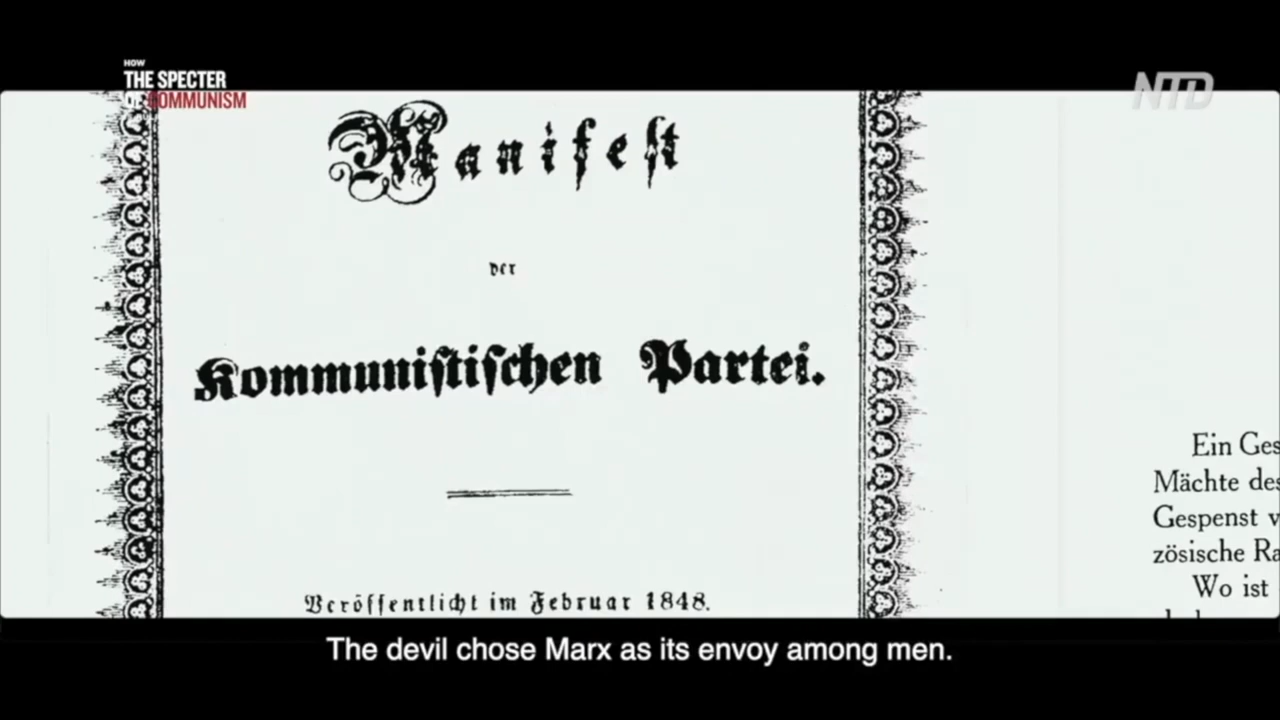 HOW
THE SPECTER
OF COMMUNISM
NTD
Manifest
der
Kommunistischen Partei.
Veröffentlicht im Februar 1848.
Ein Ges
Mächte des
Gespenst v
zösische Ra
Wo ist
The devil chose Marx as its envoy among men.